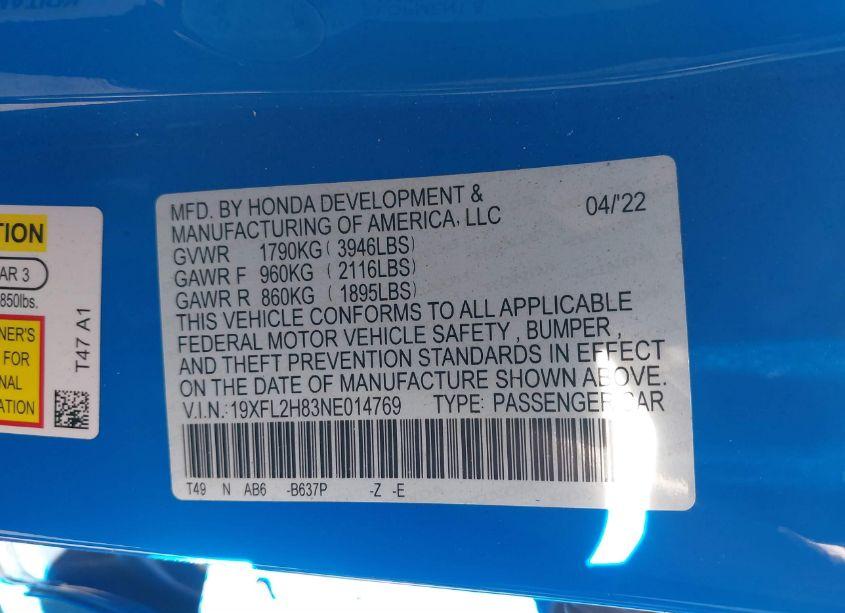 MFD. BY HONDA DEVELOPMENT &
MANUFACTURING OF AMERICA, LLC
04/'22
GVWR 1790KG ( 3946LBS)
GAWR F 960KG ( 2116LBS)
GAWR R 860KG ( 1895LBS)
THIS VEHICLE CONFORMS TO ALL APPLICABLE
FEDERAL MOTOR VEHICLE SAFETY , BUMPER ,
AND THEFT PREVENTION STANDARDS IN EFFECT
ON THE DATE OF MANUFACTURE SHOWN ABOVE.
V.I.N.: 19XFL2H83NE014769 TYPE: PASSENGER CAR
T49 N AB6 -B637P -Z -E
TION
AR 3
850lbs.
NER'S
FOR
NAL
ATION
T47 A1